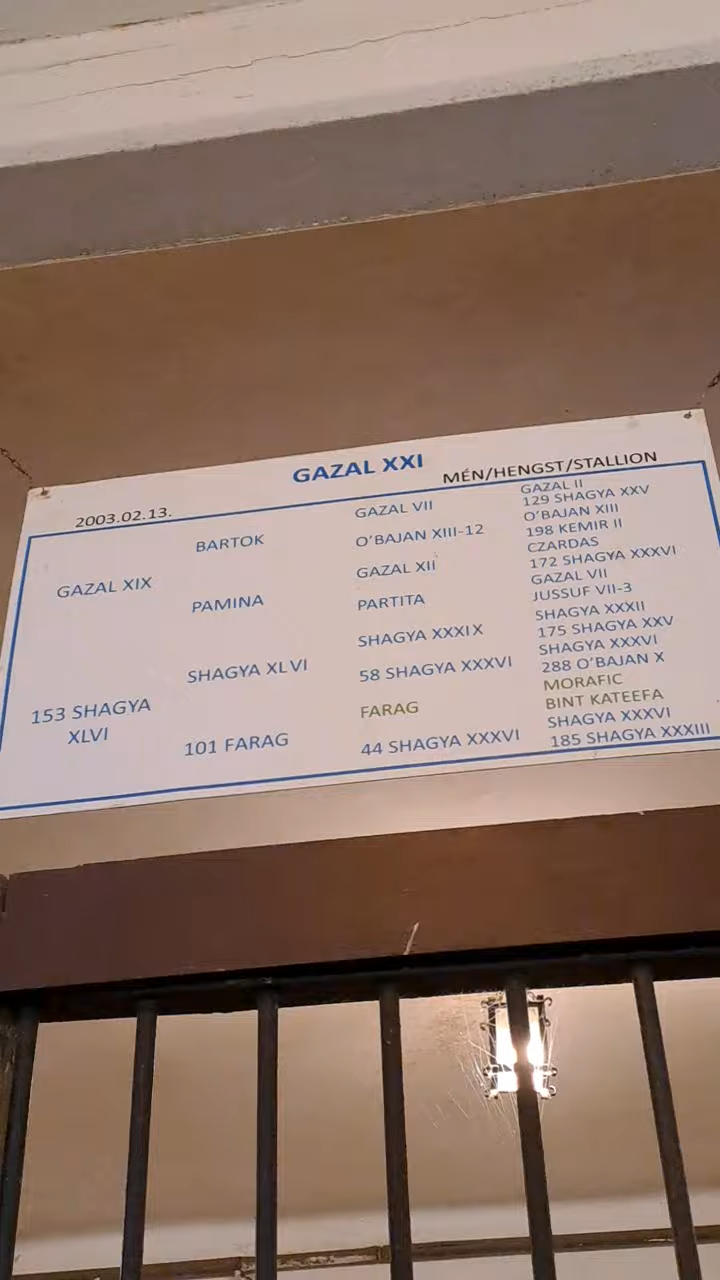 GAZAL XXI
MÉN/HENGST/STALLION
2003.02.13.
GAZAL XIX
153 SHAGYA
XLVI
BARTOK
PAMINA
SHAGYA XLVI
101 FARAG
GAZAL VII
O'BAJAN XIII-12
GAZAL XII
PARTITA
SHAGYA XXXIX
58 SHAGYA XXXVI
FARAG
44 SHAGYA XXXVI
GAZAL II
129 SHAGYA XXV
O'BAJAN XIII
198 KEMIR II
CZARDAS
172 SHAGYA XXXVI
GAZAL VII
JUSSUF VII-3
SHAGYA XXXII
175 SHAGYA XXV
SHAGYA XXXVI
288 O'BAJAN X
MORAFIC
BINT KATEEFA
SHAGYA XXXVI
185 SHAGYA XXXIII